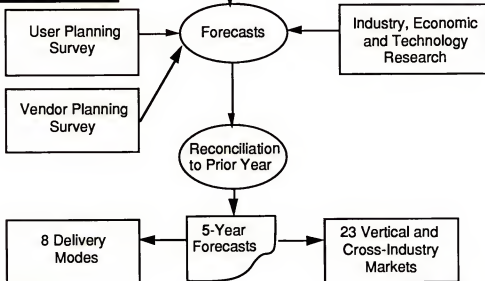 User Planning
Survey
Forecasts
Industry, Economic
and Technology
Research
Vendor Planning
Survey
Reconciliation
to Prior Year
8 Delivery
Modes
5-Year
Forecasts
23 Vertical and
Cross-Industry
Markets